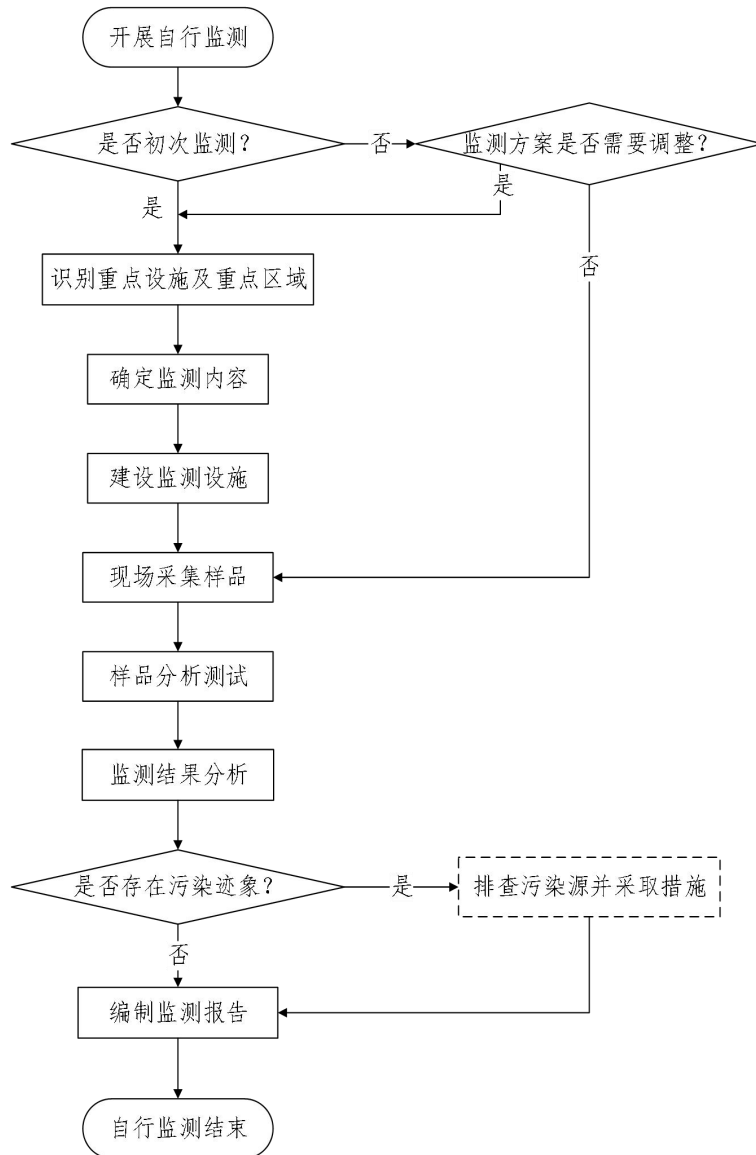 开展自行监测
是否初次监测？
否
监测方案是否需要调整？
是
是
否
识别重点设施及重点区域
确定监测内容
建设监测设施
现场采集样品
样品分析测试
监测结果分析
是否存在污染迹象？
是
排查污染源并采取措施
否
编制监测报告
自行监测结束